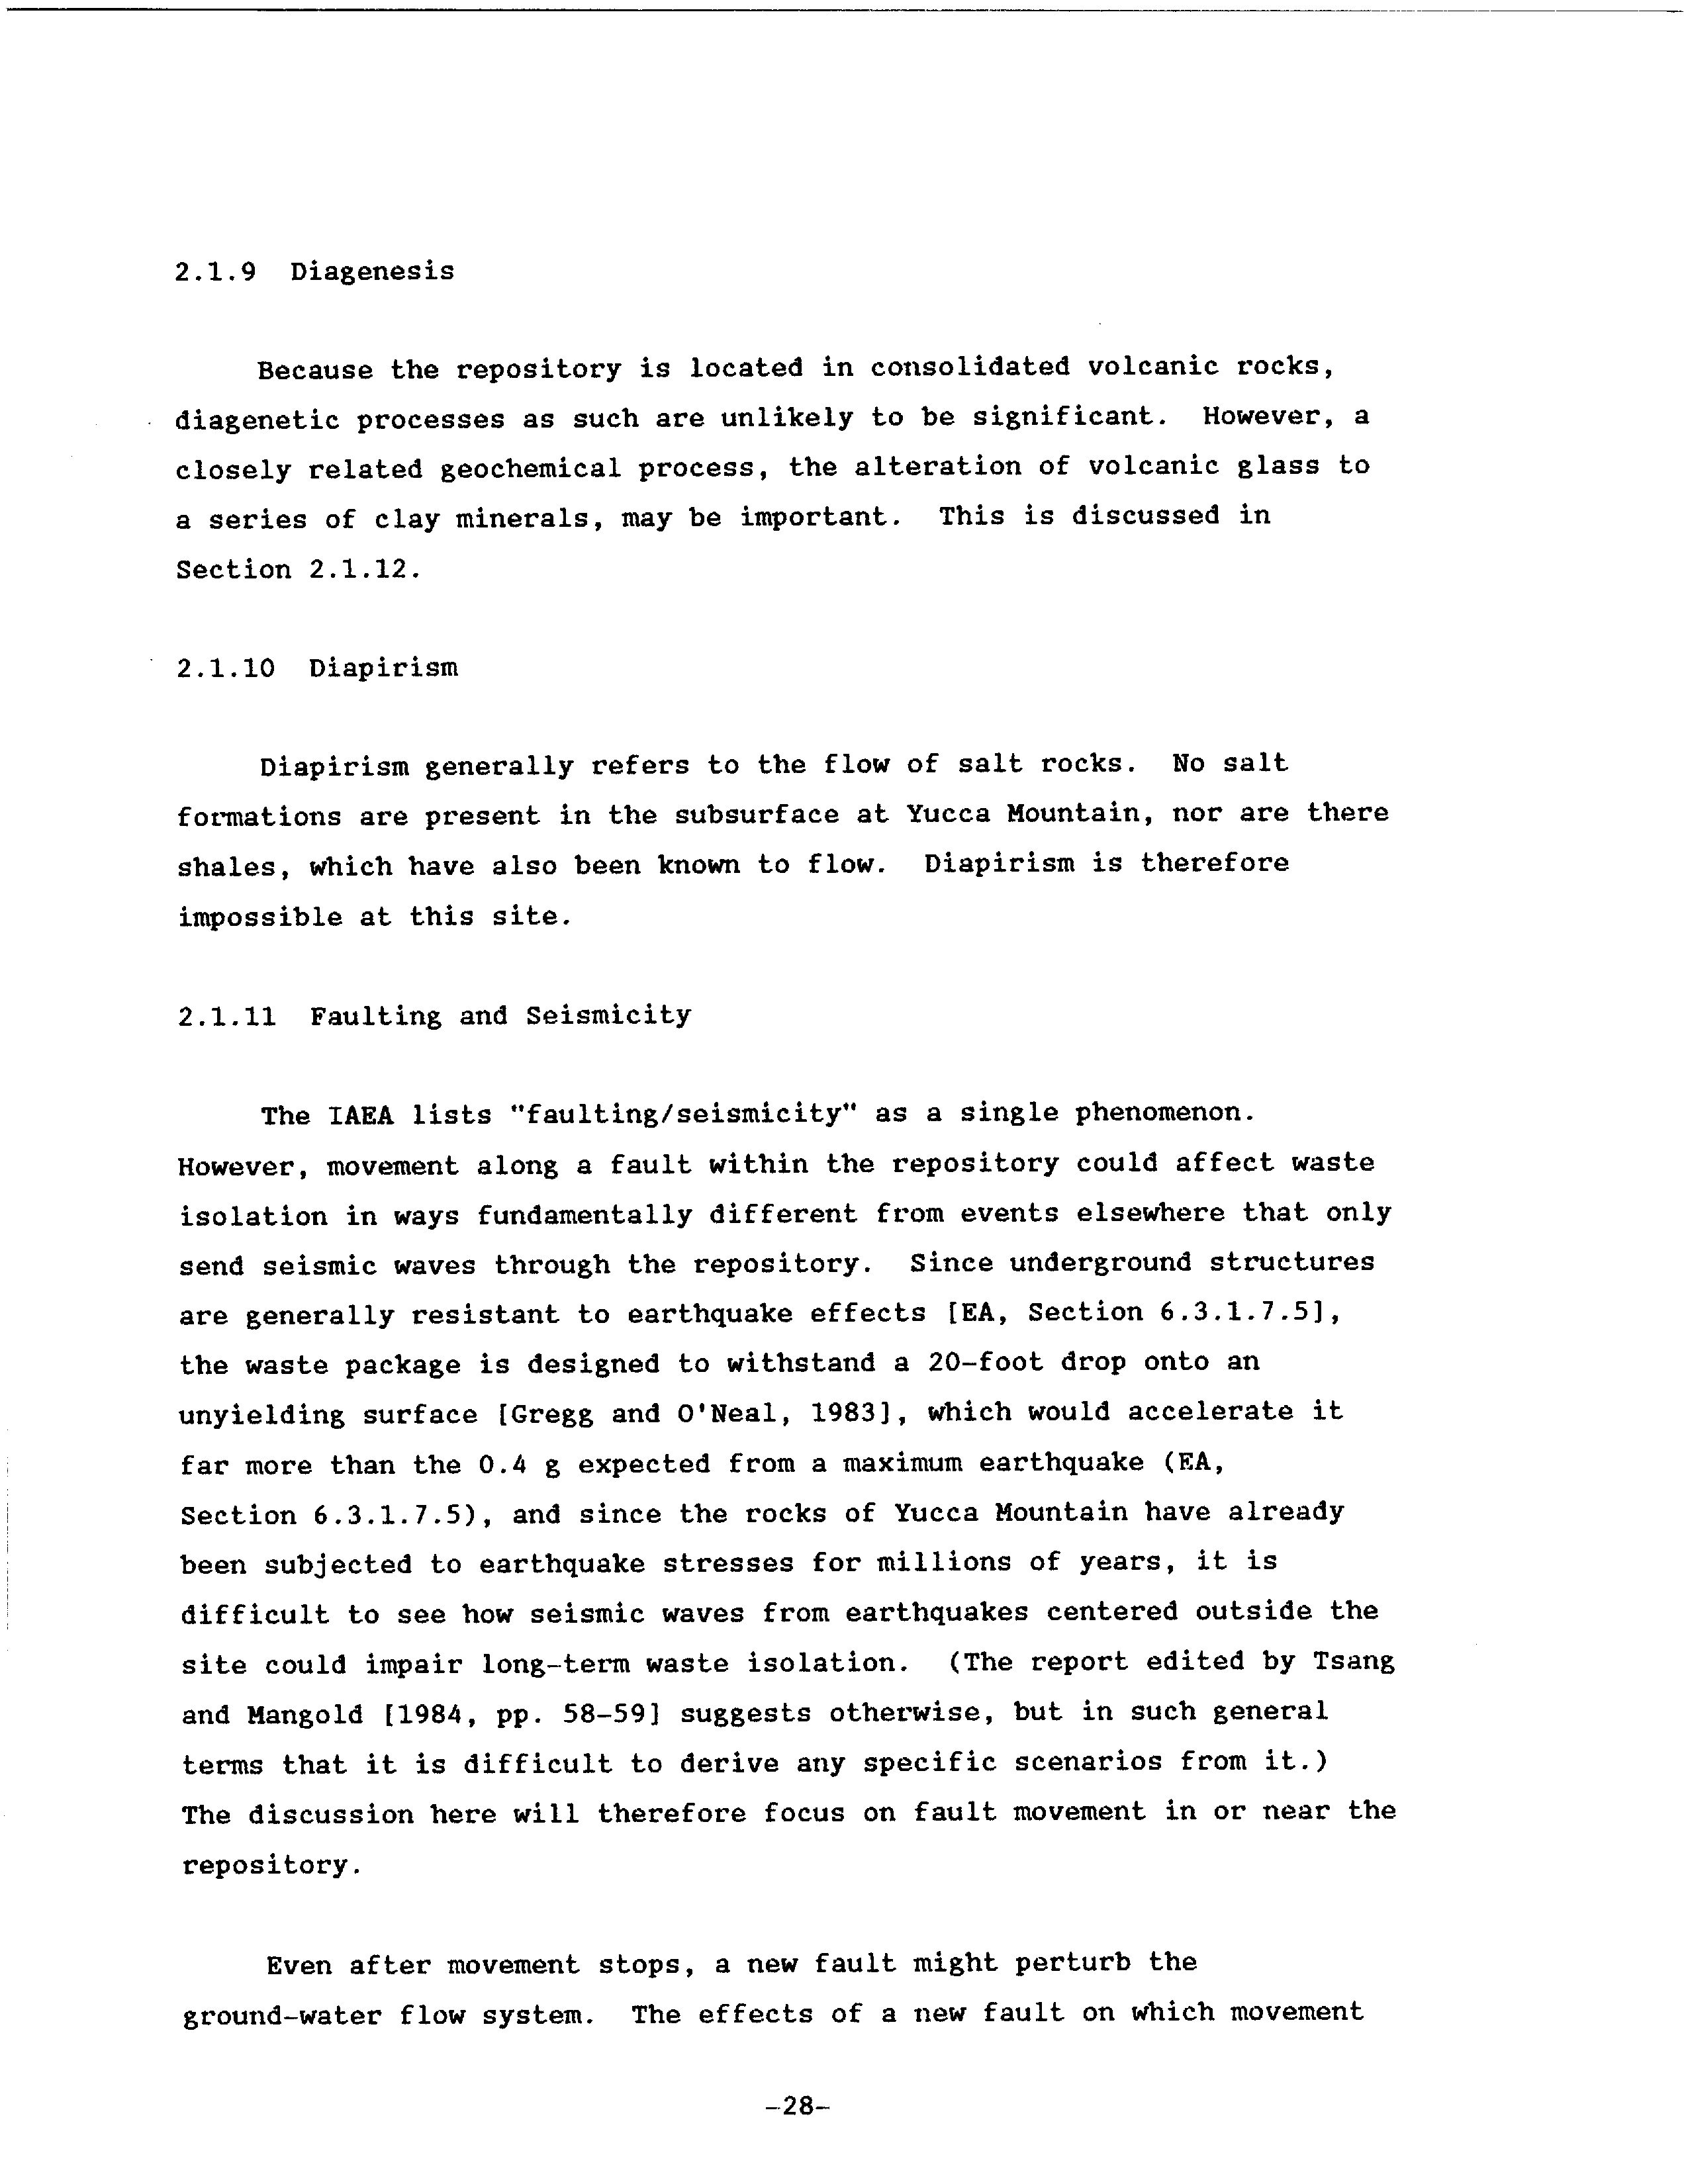 2.1.9 Diagenesis
Because the repository is located in consolidated volcanic rocks,
diagenetic processes as such are unlikely to be significant. However, a
closely related geochemical process, the alteration of volcanic glass to
a series of clay minerals, may be important. This is discussed in
Section 2.1.12.
2.1.10 Diapirism
Diapirism generally refers to the flow of salt rocks. No salt
formations are present in the subsurface at Yucca Mountain, nor are there
shales, which have also been known to flow. Diapirism is therefore
impossible at this site.
2.1.11 Faulting and Seismicity
The IAEA lists "faulting/seismicity" as a single phenomenon.
However, movement along a fault within the repository could affect waste
isolation in ways fundamentally different from events elsewhere that only
send seismic waves through the repository. Since underground structures
are generally resistant to earthquake effects [EA, Section 6.3.1.7.5],
the waste package is designed to withstand a 20-foot drop onto an
unyielding surface [Gregg and O'Neal, 1983], which would accelerate it
far more than the 0.4 g expected from a maximum earthquake (EA,
Section 6.3.1.7.5), and since the rocks of Yucca Mountain have already
been subjected to earthquake stresses for millions of years, it is
difficult to see how seismic waves from earthquakes centered outside the
site could impair long-term waste isolation. (The report edited by Tsang
and Mangold [1984, pp. 58-59] suggests otherwise, but in such general
terms that it is difficult to derive any specific scenarios from it.)
The discussion here will therefore focus on fault movement in or near the
repository.
Even after movement stops, a new fault might perturb the
ground-water flow system. The effects of a new fault on which movement
-28-